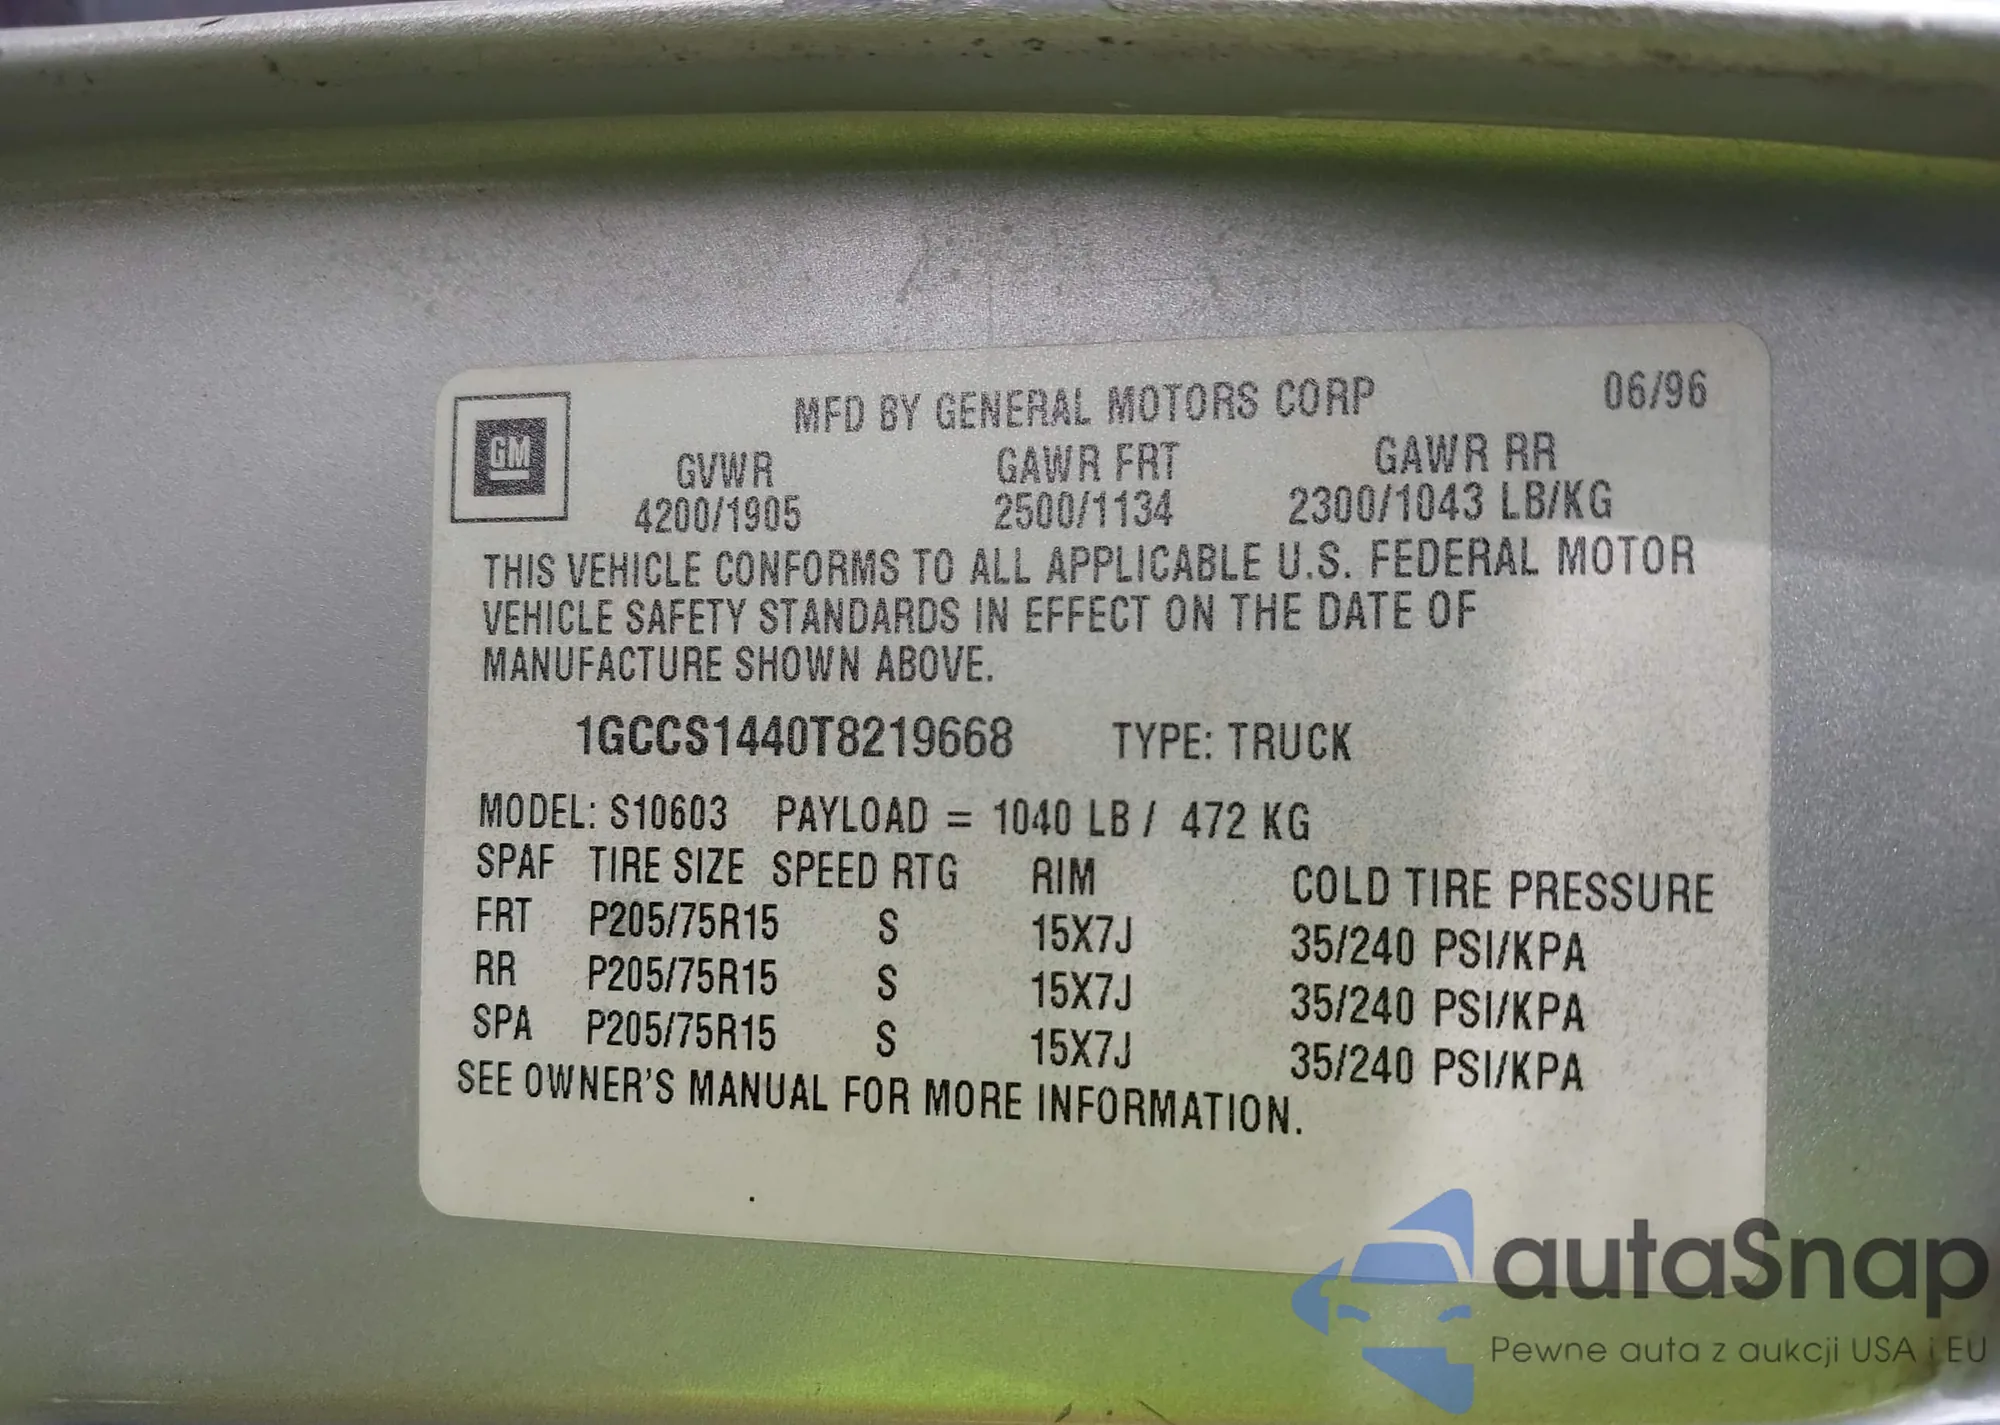 MFD BY GENERAL MOTORS CORP 06/96
GM
GVWR GAWR FRT GAWR RR
4200/1905 2500/1134 2300/1043 LB/KG
THIS VEHICLE CONFORMS TO ALL APPLICABLE U.S. FEDERAL MOTOR
VEHICLE SAFETY STANDARDS IN EFFECT ON THE DATE OF
MANUFACTURE SHOWN ABOVE.
1GCCS1440T8219668 TYPE: TRUCK
MODEL: S10603 PAYLOAD = 1040 LB / 472 KG
SPAF TIRE SIZE SPEED RTG RIM COLD TIRE PRESSURE
FRT P205/75R15 S 15X7J 35/240 PSI/KPA
RR P205/75R15 S 15X7J 35/240 PSI/KPA
SPA P205/75R15 S 15X7J 35/240 PSI/KPA
SEE OWNER'S MANUAL FOR MORE INFORMATION.
autaSnap
Pewne auta z aukcji USA i EU